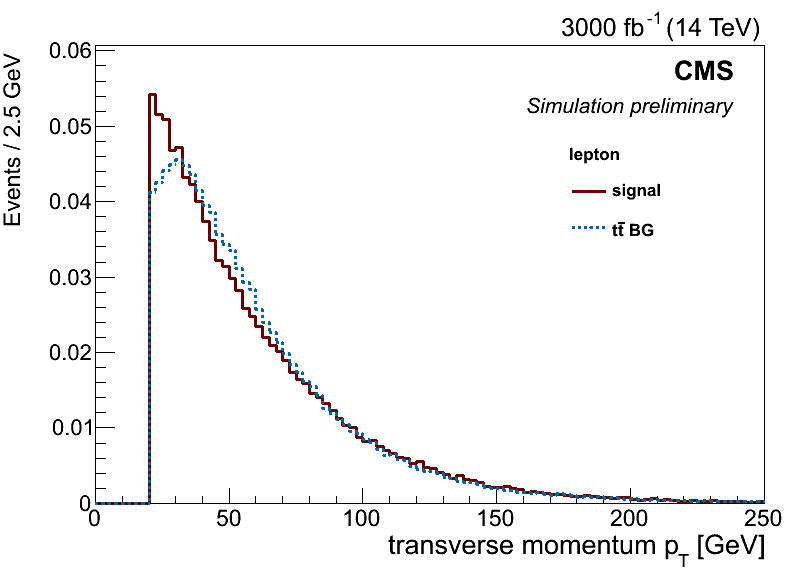 3000 fb⁻¹ (14 TeV)
CMS
Simulation preliminary
lepton
signal
tt̄ BG
Events / 2.5 GeV
0.06
0.05
0.04
0.03
0.02
0.01
0
0 50 100 150 200 250
transverse momentum p_T [GeV]